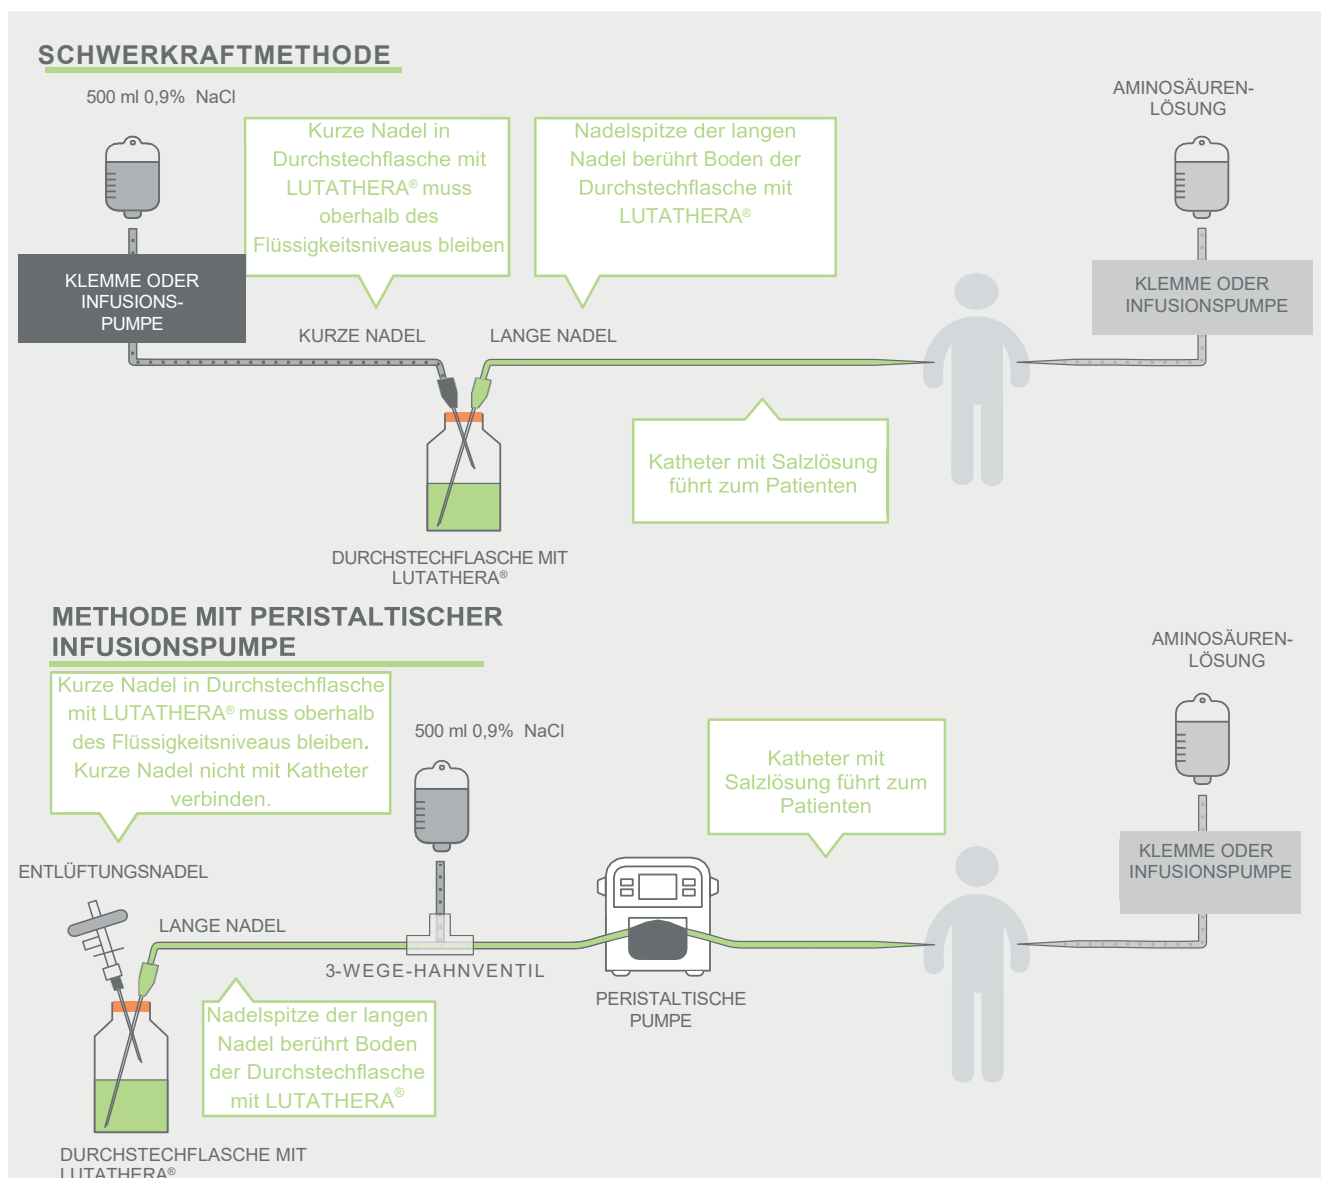 SCHWERKRAFTMETHODE
500 ml 0,9% NaCl
Kurze Nadel in
Durchstechflasche mit
LUTATHERA® muss
oberhalb des
Flüssigkeitsniveaus bleiben
Nadelspitze der langen
Nadel berührt Boden der
Durchstechflasche mit
LUTATHERA®
AMINOSÄUREN-
LÖSUNG
KLEMME ODER
INFUSIONS-
PUMPE
KLEMME ODER
INFUSIONSPUMPE
KURZE NADEL
LANGE NADEL
Katheter mit Salzlösung
führt zum Patienten
DURCHSTECHFLASCHE MIT
LUTATHERA®
METHODE MIT PERISTALTISCHER
INFUSIONSPUMPE
Kurze Nadel in Durchstechflasche
mit LUTATHERA® muss oberhalb
des Flüssigkeitsniveaus bleiben.
Kurze Nadel nicht mit Katheter
verbinden.
500 ml 0,9% NaCl
Katheter mit
Salzlösung führt zum
Patienten
AMINOSÄUREN-
LÖSUNG
KLEMME ODER
INFUSIONSPUMPE
ENTLÜFTUNGSNADEL
LANGE NADEL
3-WEGE-HAHNVENTIL
PERISTALTISCHE
PUMPE
Nadelspitze der langen
Nadel berührt Boden
der Durchstechflasche
mit LUTATHERA®
DURCHSTECHFLASCHE MIT
LUTATHERA®